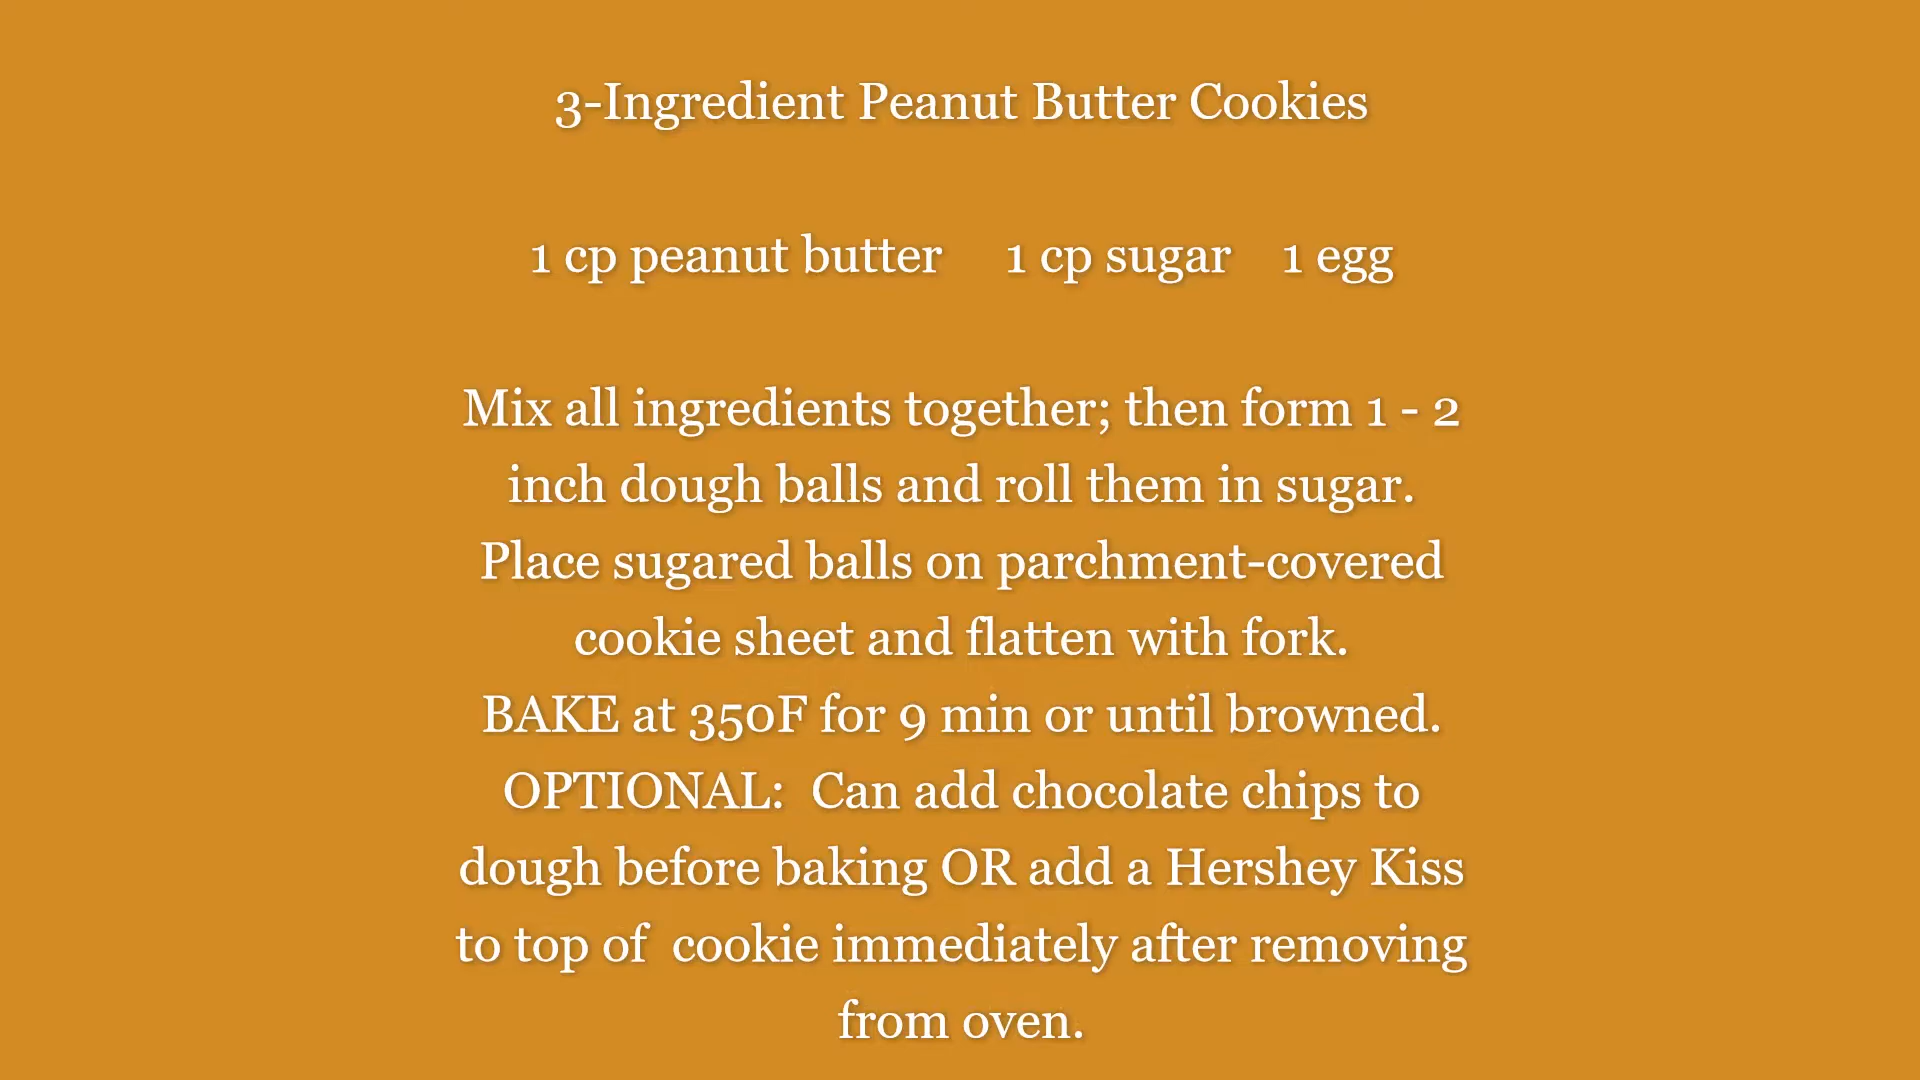 3-Ingredient Peanut Butter Cookies
1 cp peanut butter     1 cp sugar    1 egg
Mix all ingredients together; then form 1 - 2
inch dough balls and roll them in sugar.
Place sugared balls on parchment-covered
cookie sheet and flatten with fork.
BAKE at 350F for 9 min or until browned.
OPTIONAL:  Can add chocolate chips to
dough before baking OR add a Hershey Kiss
to top of  cookie immediately after removing
from oven.